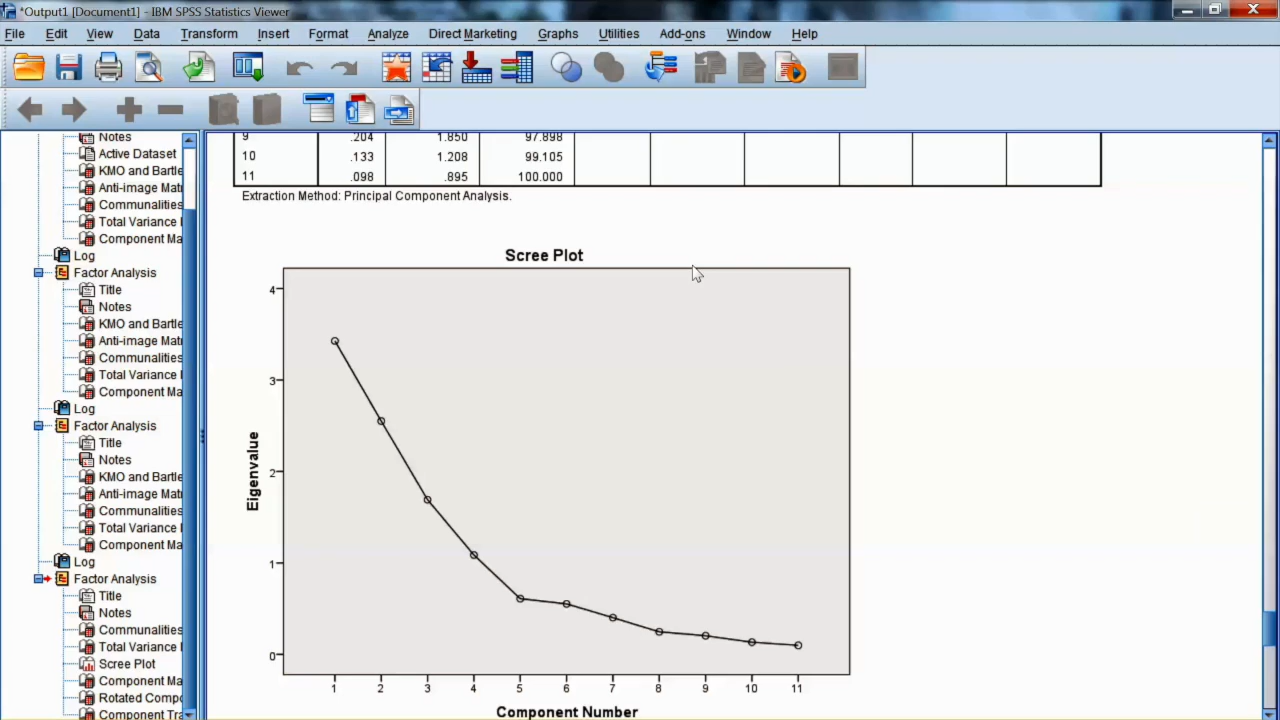 *Output1 [Document1] - IBM SPSS Statistics Viewer
File Edit View Data Transform Insert Format Analyze Direct Marketing Graphs Utilities Add-ons Window Help
Notes
Active Dataset
KMO and Bartle
Anti-image Mat
Communalities
Total Variance
Component Ma
Log
Factor Analysis
Title
Notes
KMO and Bartle
Anti-image Matr
Communalities
Total Variance
Component Ma
Log
Factor Analysis
Title
Notes
KMO and Bartle
Anti-image Matr
Communalities
Total Variance
Component Ma
Log
Factor Analysis
Title
Notes
Communalities
Total Variance
Scree Plot
Component Ma
Rotated Compo
Component Tra
9 .204 1.850 97.898
10 .133 1.208 99.105
11 .098 .895 100.000
Extraction Method: Principal Component Analysis.
Scree Plot
4
3
2
1
0
Eigenvalue
1 2 3 4 5 6 7 8 9 10 11
Component Number